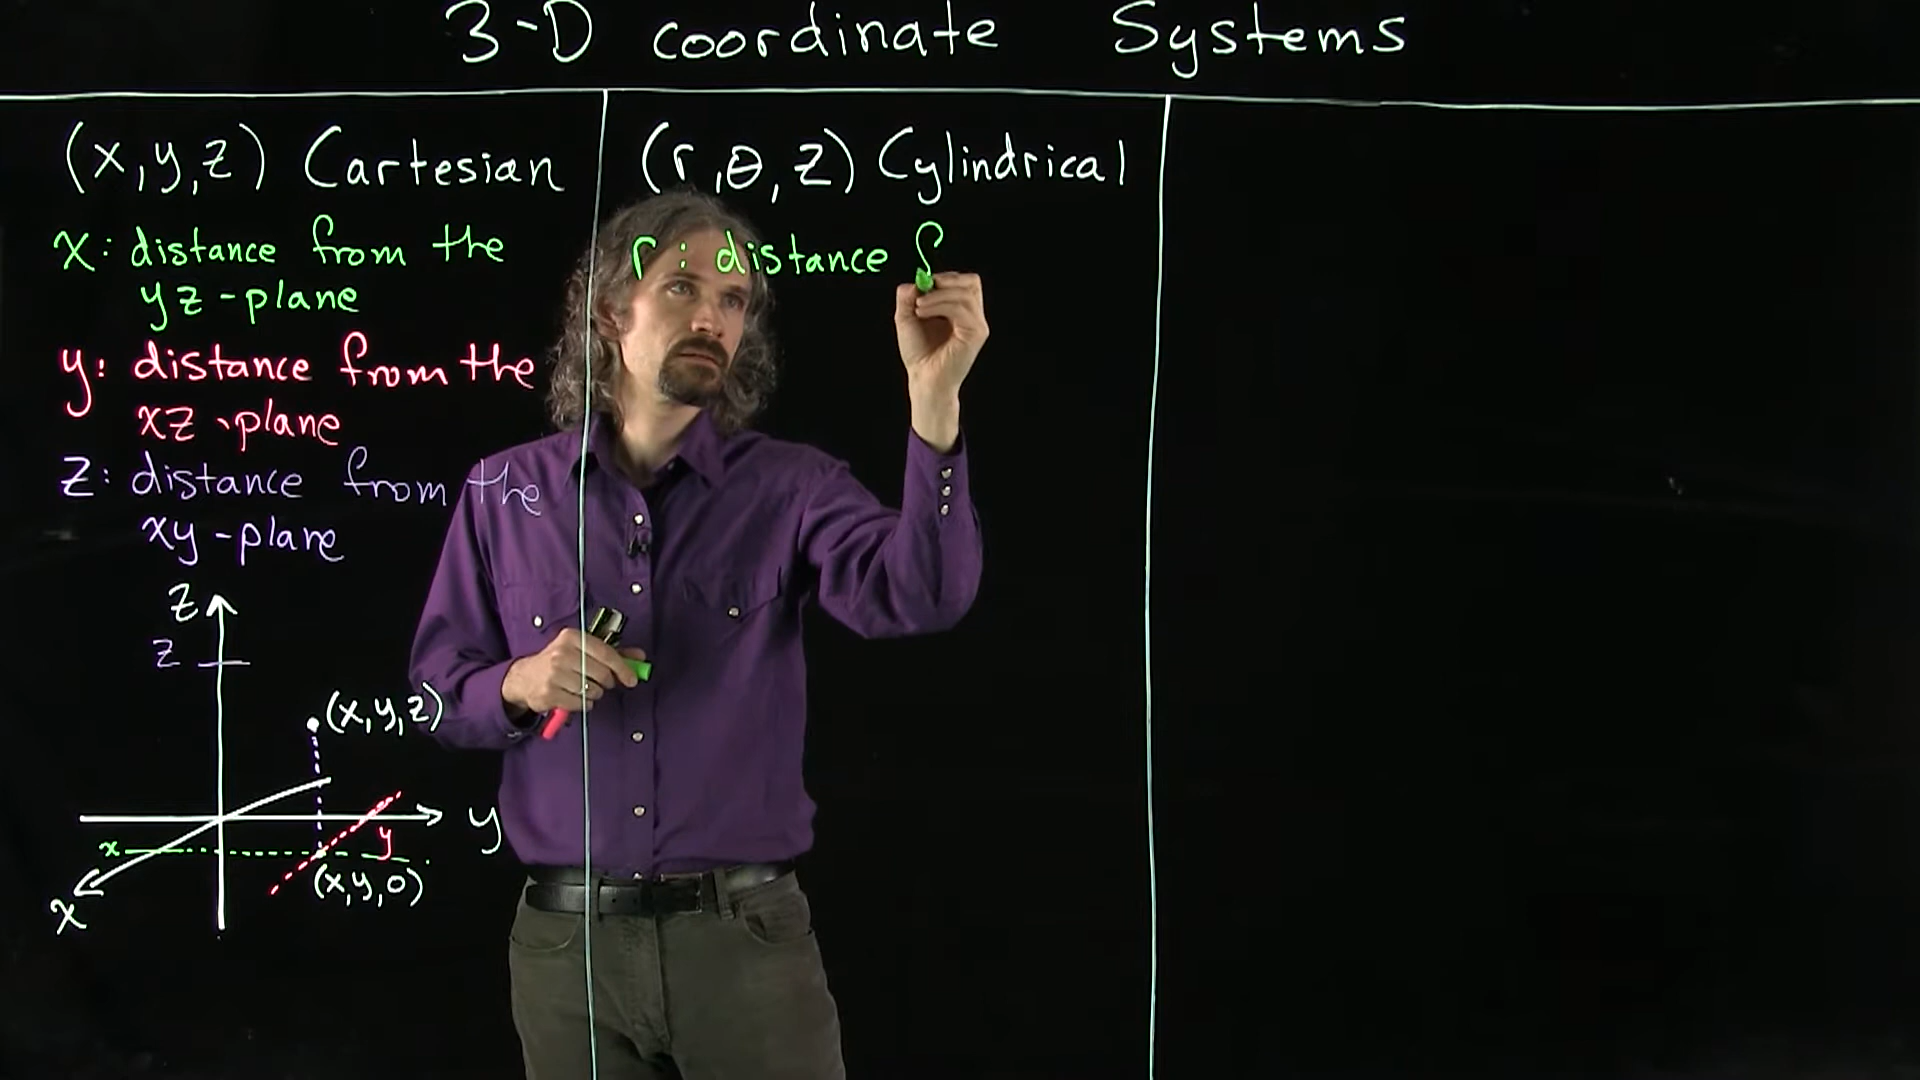 3-D coordinate Systems
(x,y,z) Cartesian
x: distance from the
yz-plane
y: distance from the
xz-plane
z: distance from the
xy-plane
z
z
(x,y,z)
y
x
y
(x,y,0)
x
(r,θ,z) Cylindrical
r: distance f